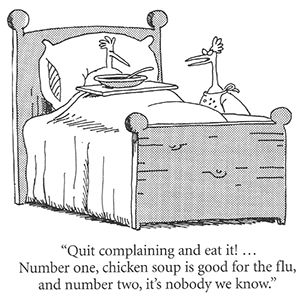 “Quit complaining and eat it! ...
Number one, chicken soup is good for the flu,
and number two, it’s nobody we know.”